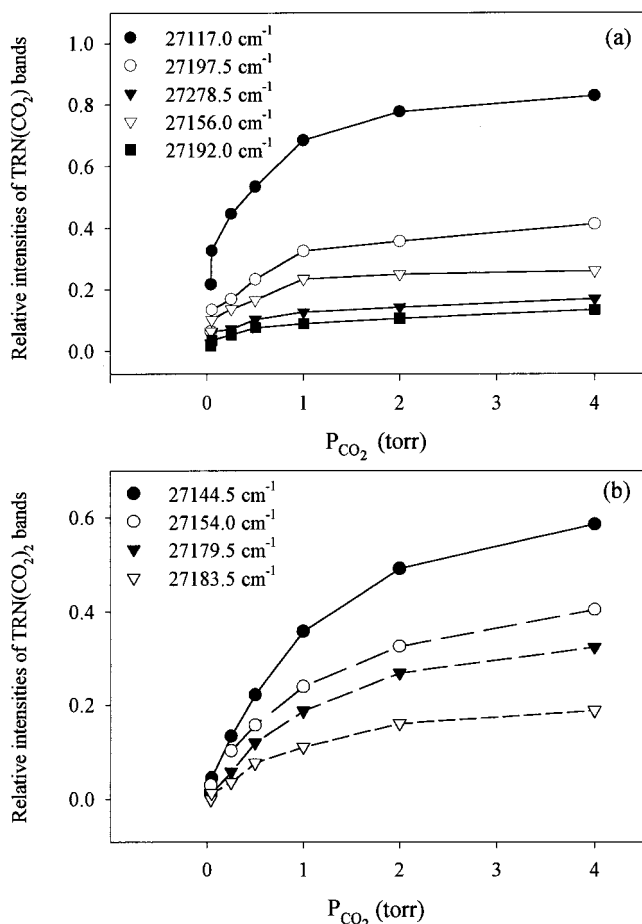 (a)
27117.0 cm⁻¹
27197.5 cm⁻¹
27278.5 cm⁻¹
27156.0 cm⁻¹
27192.0 cm⁻¹
Relative intensities of TRN(CO₂) bands
1.0
0.8
0.6
0.4
0.2
0.0
0 1 2 3 4
P_CO₂ (torr)
(b)
27144.5 cm⁻¹
27154.0 cm⁻¹
27179.5 cm⁻¹
27183.5 cm⁻¹
Relative intensities of TRN(CO₂)₂ bands
0.6
0.4
0.2
0.0
0 1 2 3 4
P_CO₂ (torr)